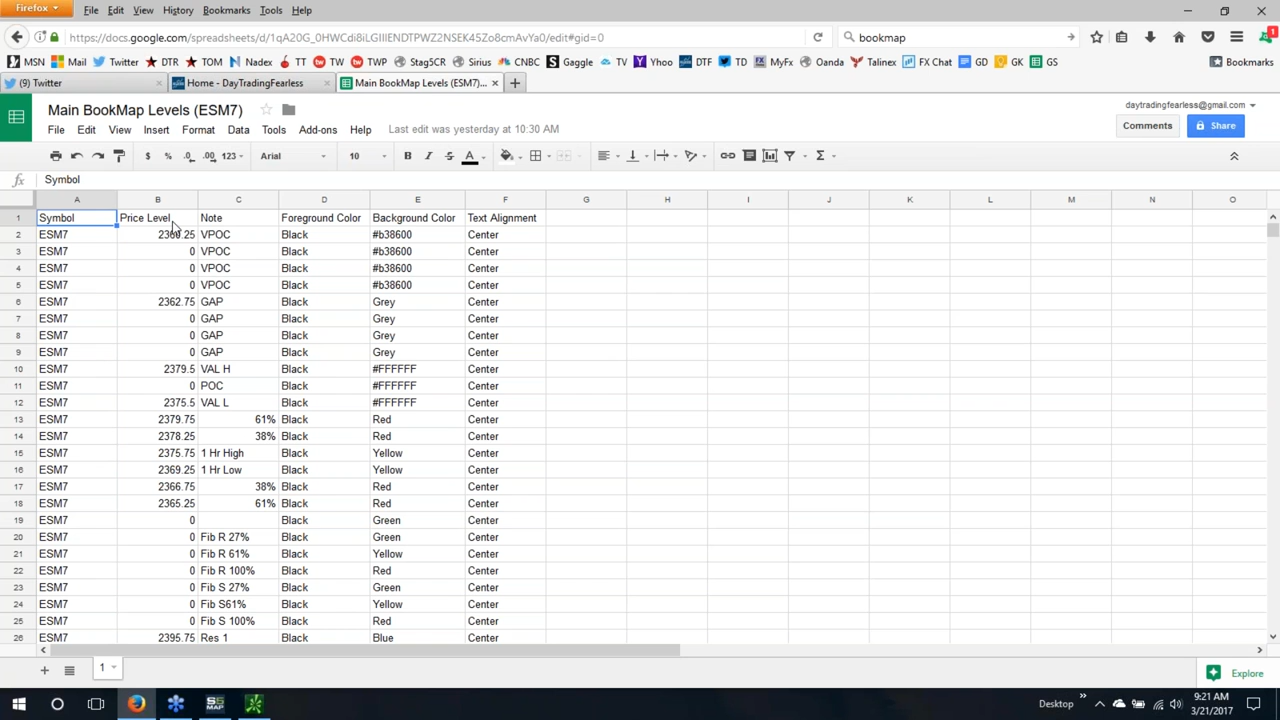 Firefox File Edit View History Bookmarks Tools Help
https://docs.google.com/spreadsheets/d/1qA20G_0HWCdi8iLGIIIENDTPWZ2NSEK45Zo8cmAvYa0/edit#gid=0 bookmap
MSN Mail Twitter DTR TOM Nadex TT TW TWP Stag5CR Sirius CNBC Gaggle TV Yhoo DTF TD MyFx Oanda Talinex FX Chat GD GK GS Bookmarks
(1) Twitter Home - DayTradingFearless Main BookMap Levels (ESM7)...
Main BookMap Levels (ESM7) daytradingfearless@gmail.com
File Edit View Insert Format Data Tools Add-ons Help Last edit was yesterday at 10:30 AM Comments Share
$ % .0 .00 123 Arial 10 B I S A Σ
fx Symbol
A B C D E F G H I J K L M N O
1 Symbol Price Level Note Foreground Color Background Color Text Alignment
2 ESM7 VPOC Black #b38600 Center
3 ESM7 0 VPOC Black #b38600 Center
4 ESM7 0 VPOC Black #b38600 Center
5 ESM7 0 VPOC Black #b38600 Center
6 ESM7 2362.75 GAP Black Grey Center
7 ESM7 0 GAP Black Grey Center
8 ESM7 0 GAP Black Grey Center
9 ESM7 0 GAP Black Grey Center
10 ESM7 2379.5 VAL H Black #FFFFFF Center
11 ESM7 0 POC Black #FFFFFF Center
12 ESM7 2375.5 VAL L Black #FFFFFF Center
13 ESM7 2379.75 61% Black Red Center
14 ESM7 2378.25 38% Black Red Center
15 ESM7 2375.75 1 Hr High Black Yellow Center
16 ESM7 2369.25 1 Hr Low Black Yellow Center
17 ESM7 2366.75 38% Black Red Center
18 ESM7 2365.25 61% Black Red Center
19 ESM7 0 Black Green Center
20 ESM7 0 Fib R 27% Black Green Center
21 ESM7 0 Fib R 61% Black Yellow Center
22 ESM7 0 Fib R 100% Black Red Center
23 ESM7 0 Fib S 27% Black Green Center
24 ESM7 0 Fib S61% Black Yellow Center
25 ESM7 0 Fib S 100% Black Red Center
26 ESM7 2395.75 Res 1 Black Blue Center
1 Explore
Desktop 9:21 AM
3/21/2017